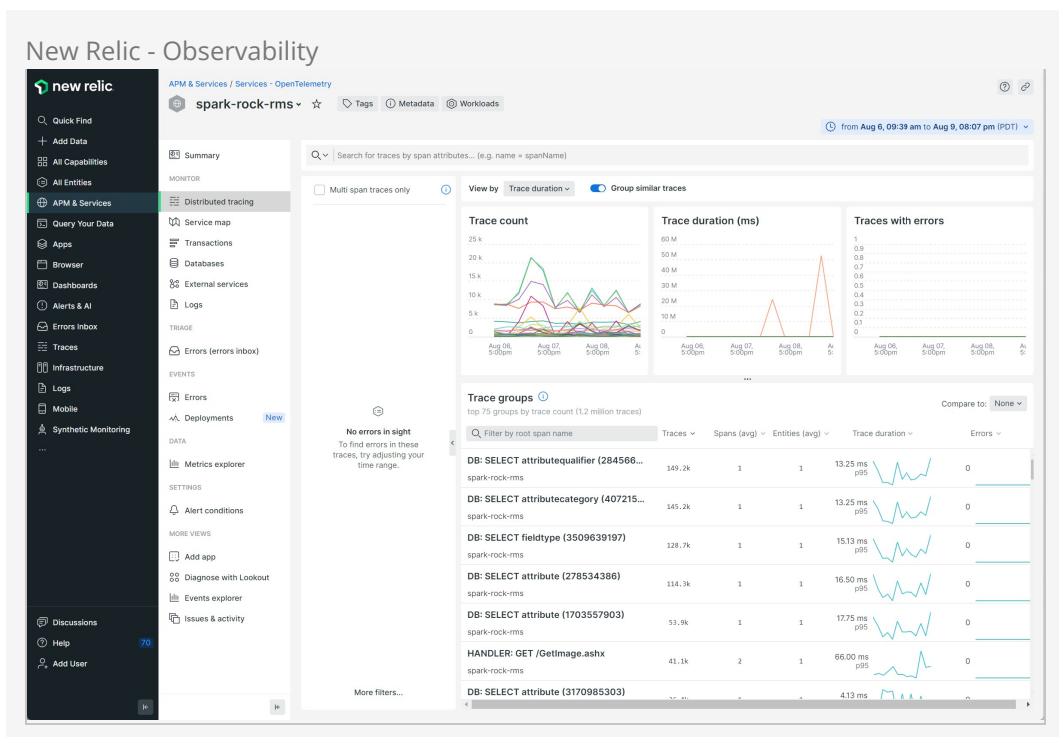 New Relic - Observability
new relic
Quick Find
Add Data
All Capabilities
All Entities
APM & Services
Query Your Data
Apps
Browser
Dashboards
Alerts & AI
Errors Inbox
Traces
Infrastructure
Logs
Mobile
Synthetic Monitoring
...
Discussions
Help 70
Add User
APM & Services / Services - OpenTelemetry
spark-rock-rms
Tags Metadata Workloads
from Aug 6, 09:39 am to Aug 9, 08:07 pm (PDT)
Summary
MONITOR
Distributed tracing
Service map
Transactions
Databases
External services
Logs
TRIAGE
Errors (errors inbox)
EVENTS
Errors
Deployments New
DATA
Metrics explorer
SETTINGS
Alert conditions
MORE VIEWS
Add app
Diagnose with Lookout
Events explorer
Issues & activity
Search for traces by span attributes... (e.g. name = spanName)
Multi span traces only
No errors in sight
To find errors in these
traces, try adjusting your
time range.
More filters...
View by Trace duration Group similar traces
Trace count
25 k
20 k
15 k
10 k
5 k
0
Aug 06, Aug 07, Aug 08,
5:00pm 5:00pm 5:00pm
Trace duration (ms)
60 M
50 M
40 M
30 M
20 M
10 M
0
Aug 06, Aug 07, Aug 08,
5:00pm 5:00pm 5:00pm
Traces with errors
1
0.9
0.8
0.7
0.6
0.5
0.4
0.3
0.2
0.1
0
Aug 06, Aug 07, Aug 08,
5:00pm 5:00pm 5:00pm
...
Trace groups
top 75 groups by trace count (1.2 million traces)
Compare to: None
Filter by root span name Traces Spans (avg) Entities (avg) Trace duration Errors
DB: SELECT attributequalifier (284566... 149.2k 1 1 13.25 ms p95 0
spark-rock-rms
DB: SELECT attributecategory (407215... 145.2k 1 1 13.25 ms p95 0
spark-rock-rms
DB: SELECT fieldtype (3509639197) 128.7k 1 1 15.13 ms p95 0
spark-rock-rms
DB: SELECT attribute (278534386) 114.3k 1 1 16.50 ms p95 0
spark-rock-rms
DB: SELECT attribute (1703557903) 53.9k 1 1 17.75 ms p95 0
spark-rock-rms
HANDLER: GET /GetImage.ashx 41.1k 2 1 66.00 ms p95 0
spark-rock-rms
DB: SELECT attribute (3170985303) 4.13 ms